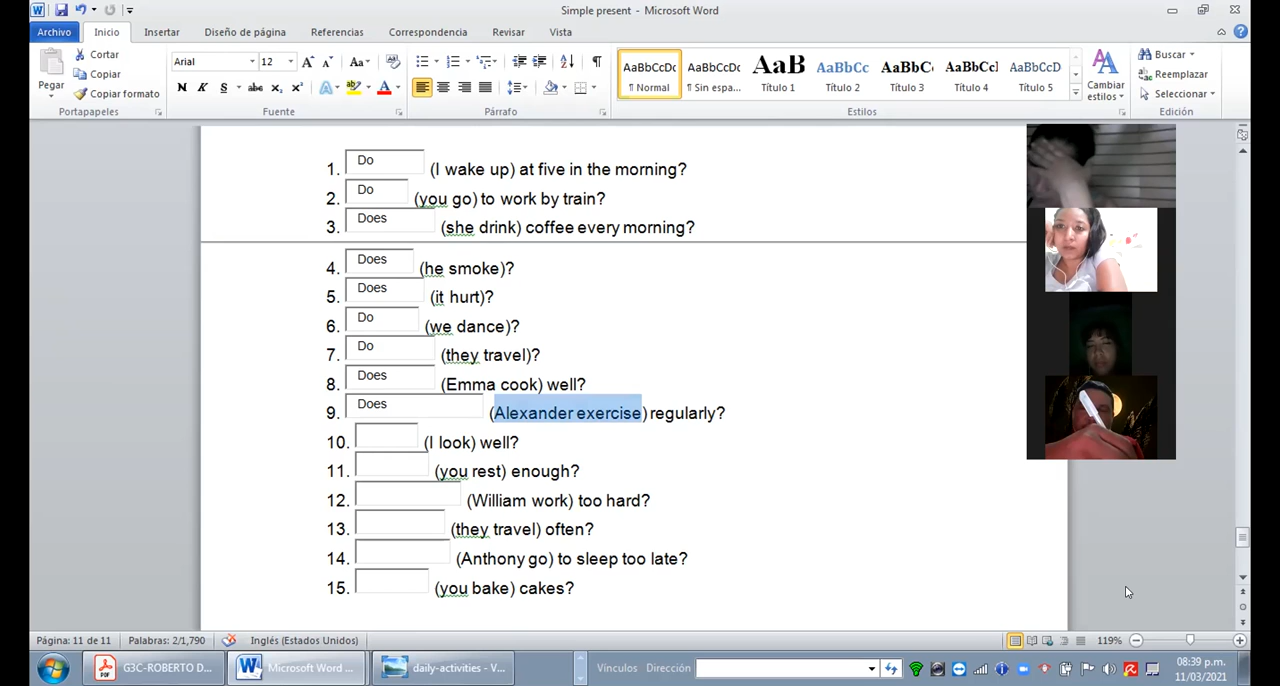 Simple present - Microsoft Word
Archivo Inicio Insertar Diseño de página Referencias Correspondencia Revisar Vista
Pegar
Cortar
Copiar
Copiar formato
Portapapeles
Arial 12
N K S abc x₂ x²
Fuente
Párrafo
AaBbCcDc AaBbCcDc AaB AaBbCc AaBbC AaBbCcI AaBbCcD
¶ Normal ¶ Sin espa... Título 1 Título 2 Título 3 Título 4 Título 5
Estilos
Cambiar estilos
Buscar
Reemplazar
Seleccionar
Edición
1. Do (I wake up) at five in the morning?
2. Do (you go) to work by train?
3. Does (she drink) coffee every morning?
4. Does (he smoke)?
5. Does (it hurt)?
6. Do (we dance)?
7. Do (they travel)?
8. Does (Emma cook) well?
9. Does (Alexander exercise) regularly?
10. (I look) well?
11. (you rest) enough?
12. (William work) too hard?
13. (they travel) often?
14. (Anthony go) to sleep too late?
15. (you bake) cakes?
Página: 11 de 11 Palabras: 2/1,790 Inglés (Estados Unidos) 119%
G3C-ROBERTO D... Microsoft Word ... daily-activities - V... Vínculos Dirección 08:39 p.m.
11/03/2021